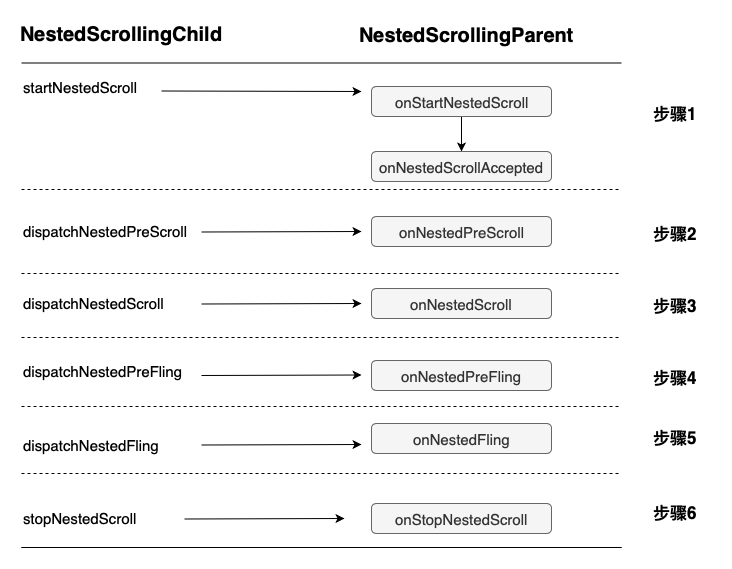 NestedScrollingChild NestedScrollingParent
startNestedScroll
onStartNestedScroll
步骤1
onNestedScrollAccepted
dispatchNestedPreScroll onNestedPreScroll 步骤2
dispatchNestedScroll onNestedScroll 步骤3
dispatchNestedPreFling onNestedPreFling 步骤4
dispatchNestedFling onNestedFling 步骤5
stopNestedScroll onStopNestedScroll 步骤6